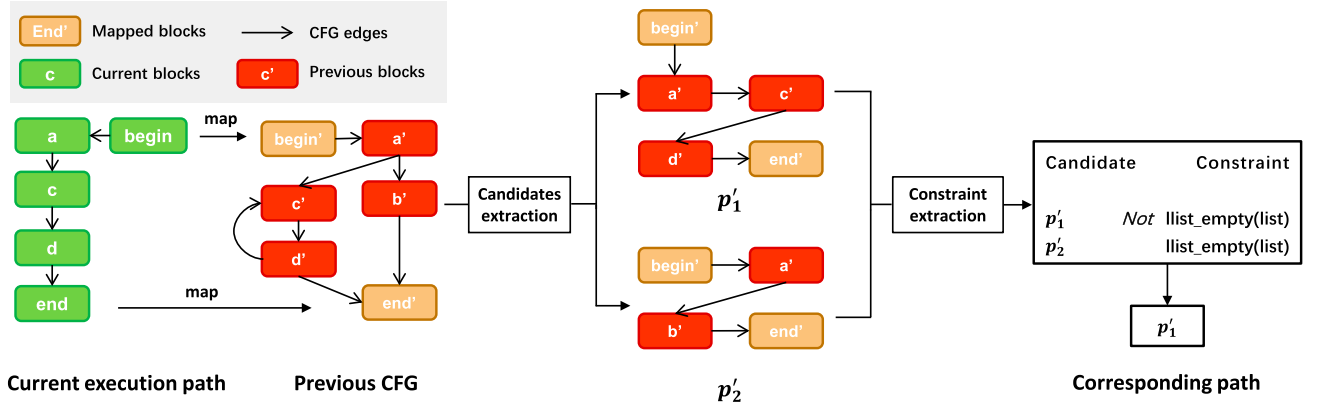 End’ Mapped blocks CFG edges
c Current blocks c’ Previous blocks
a begin
c
d
end
map
map
begin’ a’
c’ b’
d’
end’
Candidates
extraction
begin’
a’ c’
d’ end’
p′1
begin’ a’
b’ end’
p′2
Constraint
extraction
Candidate Constraint
p′1 Not llist_empty(list)
p′2 llist_empty(list)
p′1
Current execution path Previous CFG Corresponding path